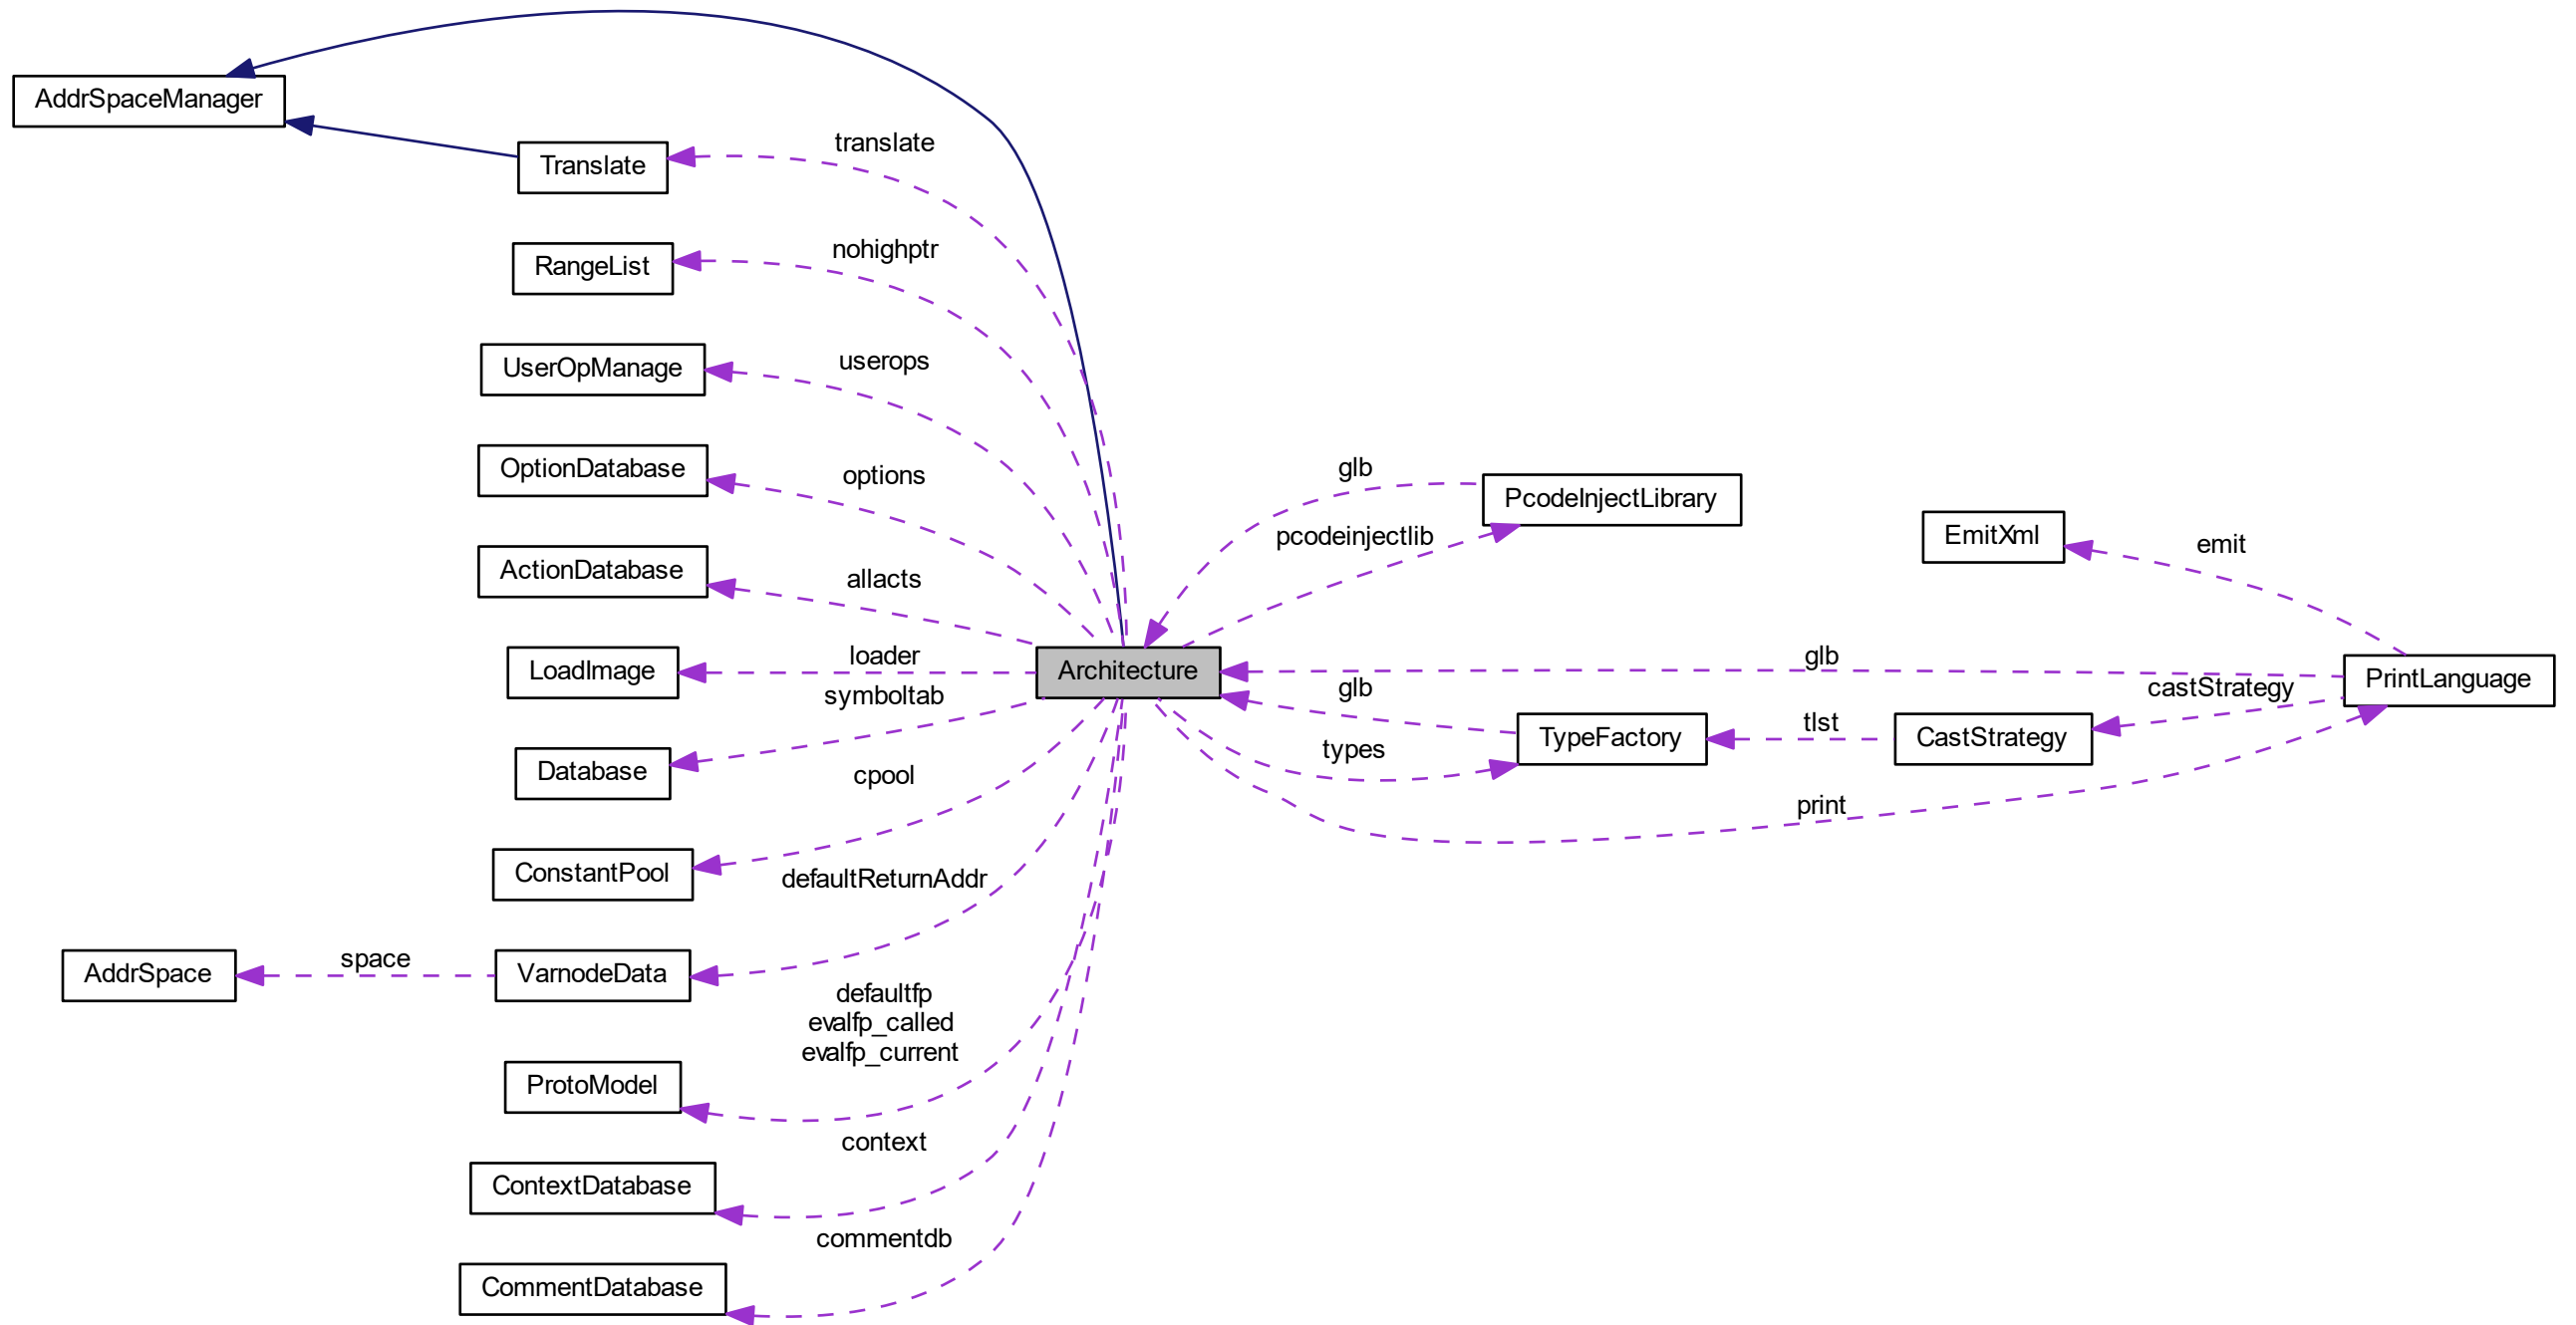 AddrSpaceManager
translate
Translate
nohighptr
RangeList
userops
UserOpManage
options
OptionDatabase
glb
PcodeInjectLibrary
pcodeinjectlib
EmitXml
emit
allacts
ActionDatabase
loader
LoadImage
Architecture
glb
PrintLanguage
symboltab
glb
castStrategy
Database
types
TypeFactory
tlst
CastStrategy
cpool
print
ConstantPool
defaultReturnAddr
AddrSpace
space
VarnodeData
defaultfp
evalfp_called
evalfp_current
ProtoModel
context
ContextDatabase
commentdb
CommentDatabase